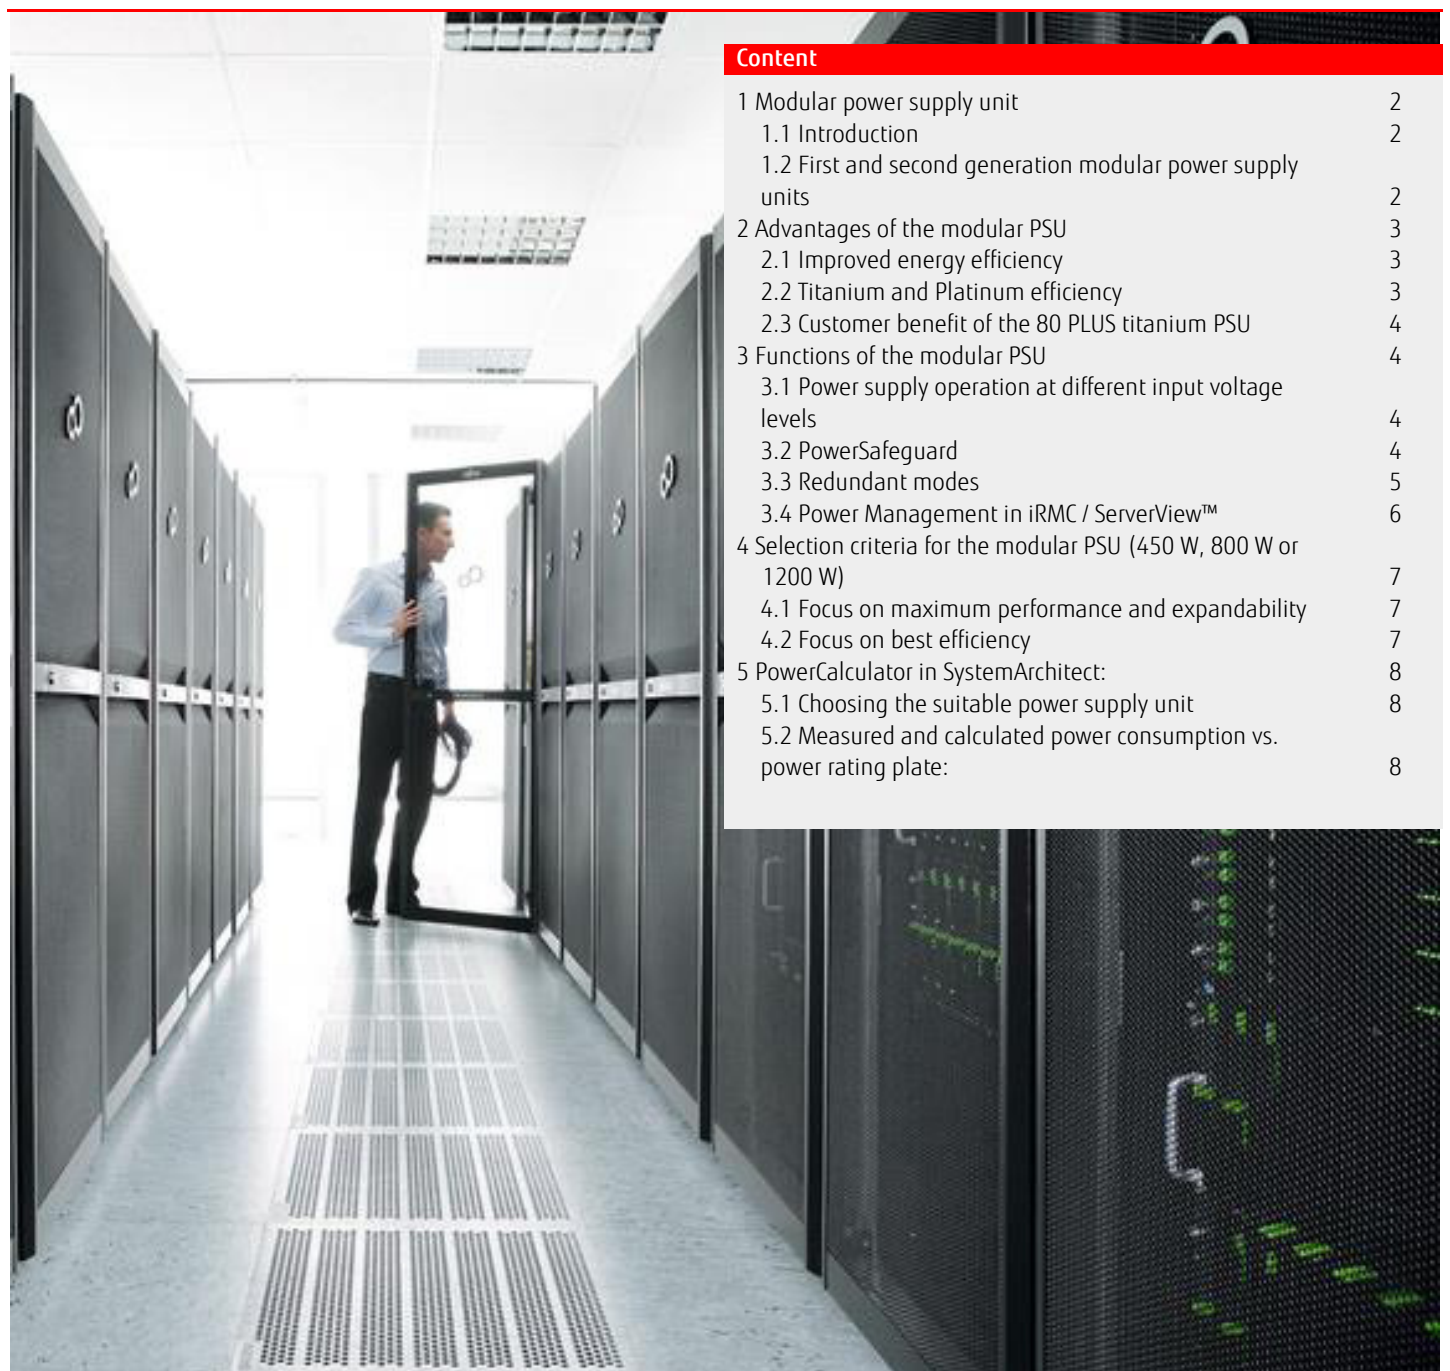 Content
1 Modular power supply unit 2
1.1 Introduction 2
1.2 First and second generation modular power supply
units 2
2 Advantages of the modular PSU 3
2.1 Improved energy efficiency 3
2.2 Titanium and Platinum efficiency 3
2.3 Customer benefit of the 80 PLUS titanium PSU 4
3 Functions of the modular PSU 4
3.1 Power supply operation at different input voltage
levels 4
3.2 PowerSafeguard 4
3.3 Redundant modes 5
3.4 Power Management in iRMC / ServerView™ 6
4 Selection criteria for the modular PSU (450 W, 800 W or
1200 W) 7
4.1 Focus on maximum performance and expandability 7
4.2 Focus on best efficiency 7
5 PowerCalculator in SystemArchitect: 8
5.1 Choosing the suitable power supply unit 8
5.2 Measured and calculated power consumption vs.
power rating plate: 8